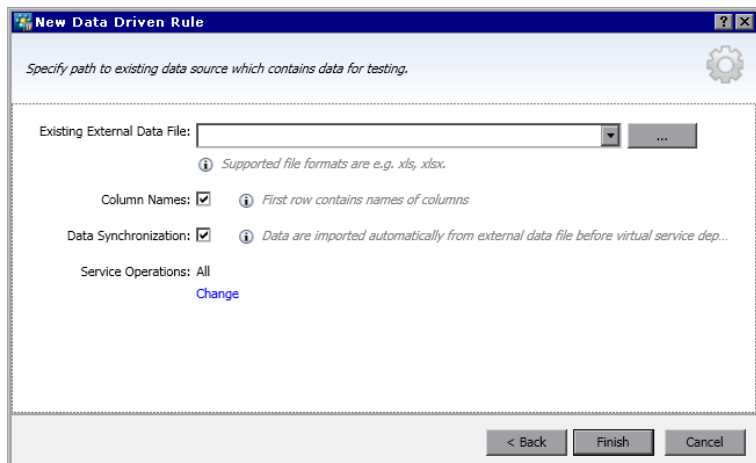 New Data Driven Rule
Specify path to existing data source which contains data for testing.
Existing External Data File:
...
Supported file formats are e.g. xls, xlsx.
Column Names: First row contains names of columns
Data Synchronization: Data are imported automatically from external data file before virtual service dep...
Service Operations: All
Change
< Back Finish Cancel